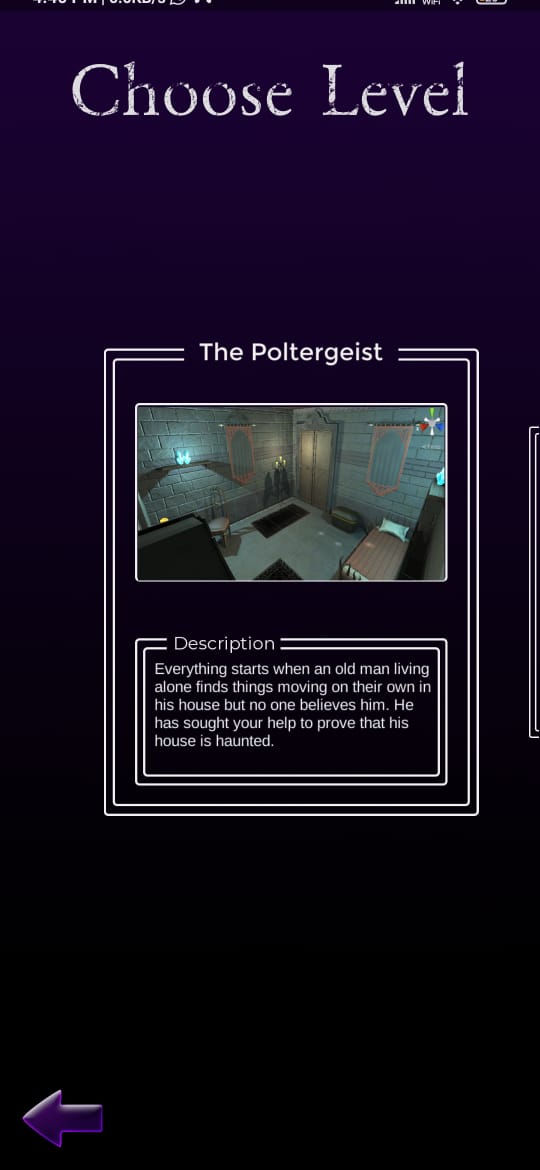 WiFi
Choose Level
The Poltergeist
Description
Everything starts when an old man living
alone finds things moving on their own in
his house but no one believes him. He
has sought your help to prove that his
house is haunted.